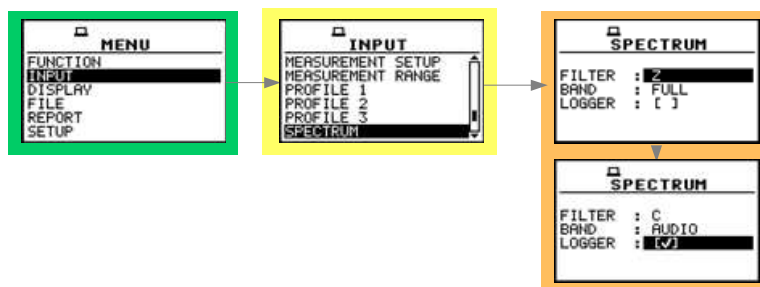 MENU
FUNCTION
INPUT
DISPLAY
FILE
REPORT
SETUP
INPUT
MEASUREMENT SETUP
MEASUREMENT RANGE
PROFILE 1
PROFILE 2
PROFILE 3
SPECTRUM
SPECTRUM
FILTER : Z
BAND : FULL
LOGGER : [ ]
SPECTRUM
FILTER : C
BAND : AUDIO
LOGGER : [✓]